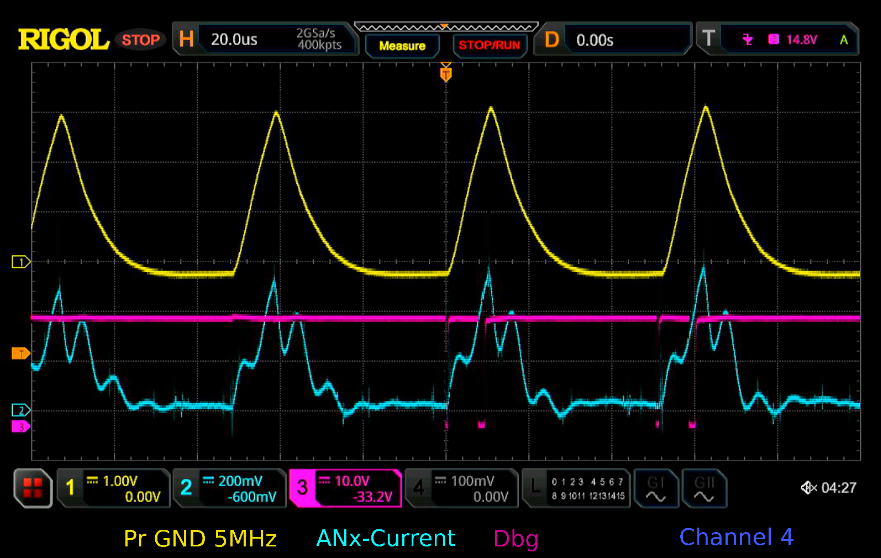 RIGOL STOP H 20.0us 2GSa/s 400kpts Measure STOP/RUN D 0.00s T 14.8V A
T
1
T
2
3
1 1.00V 0.00V 2 200mV -600mV 3 10.0V -33.2V 4 100mV 0.00V L 0 1 2 3 4 5 6 7 8 9 10 11 12 13 14 15 GI GII 04:27
Pr GND 5MHz ANx-Current Dbg Channel 4